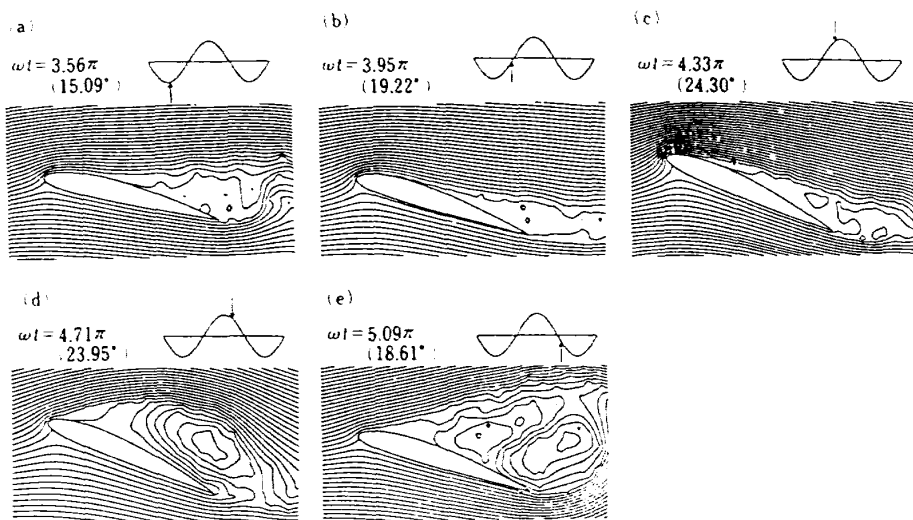 (a)
ωt = 3.56π
(15.09°)
(b)
ωt = 3.95π
(19.22°)
(c)
ωt = 4.33π
(24.30°)
(d)
ωt = 4.71π
(23.95°)
(e)
ωt = 5.09π
(18.61°)